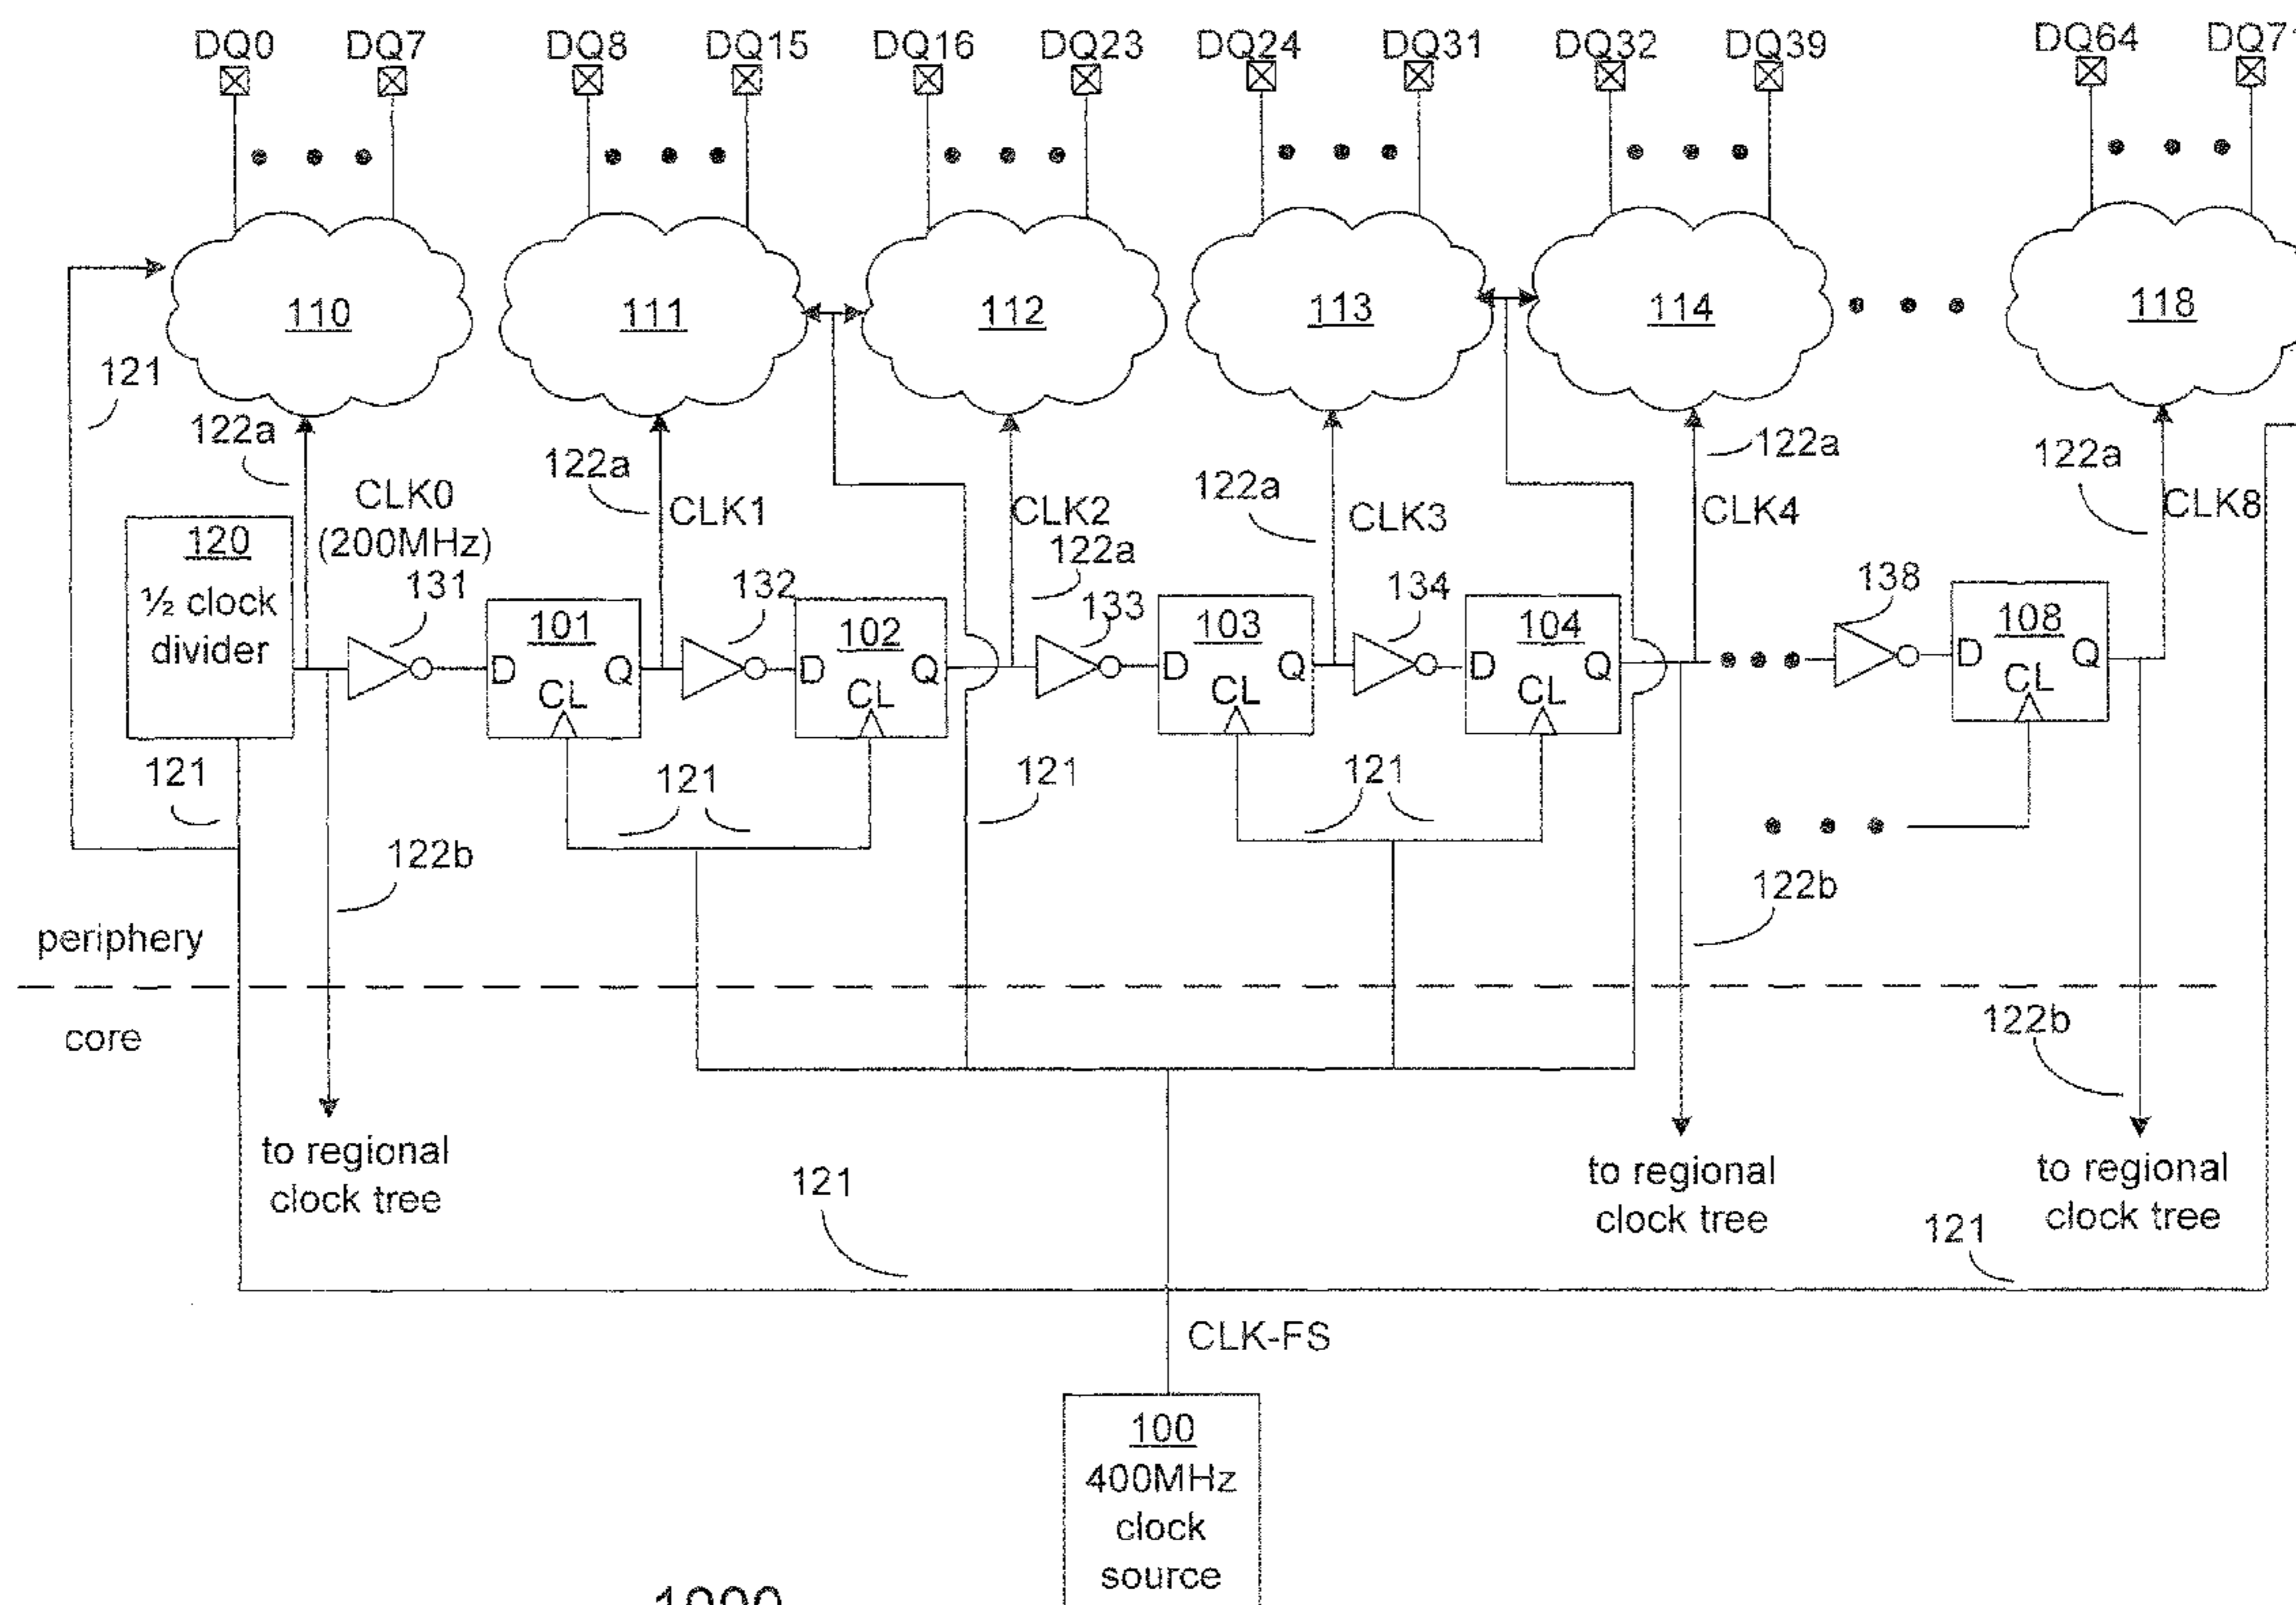 DQ0 DQ7 DQ8 DQ15 DQ16 DQ23 DQ24 DQ31 DQ32 DQ39 DQ64 DQ71
110 111 112 113 114 118
121
122a 122a 122a 122a 122a 122a
CLK0
(200MHz)
CLK1 CLK2 CLK3 CLK4 CLK8
120
½ clock
divider
131 132 133 134 138
101
D Q
CL
102
D Q
CL
103
D Q
CL
104
D Q
CL
108
D Q
CL
121 121 121 121
122b 122b
periphery
core
122b
to regional
clock tree
to regional
clock tree
to regional
clock tree
121 121
CLK-FS
100
400MHz
clock
source